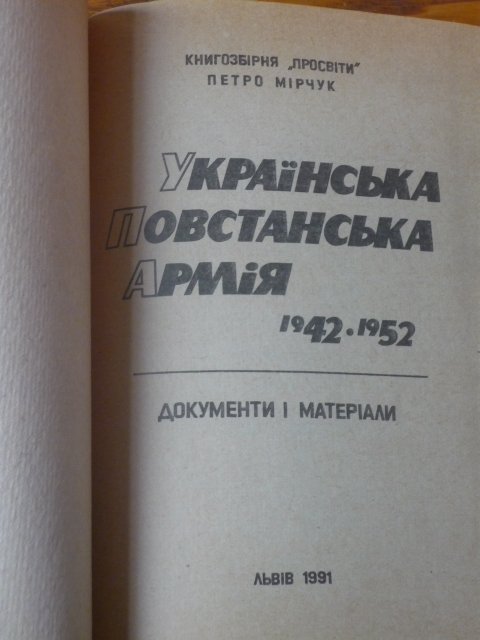 КНИГОЗБІРНЯ „ПРОСВІТИ"
ПЕТРО МІРЧУК
УКРАЇНСЬКА
ПОВСТАНСЬКА
АРМІЯ
1942·1952
ДОКУМЕНТИ І МАТЕРІАЛИ
ЛЬВІВ 1991